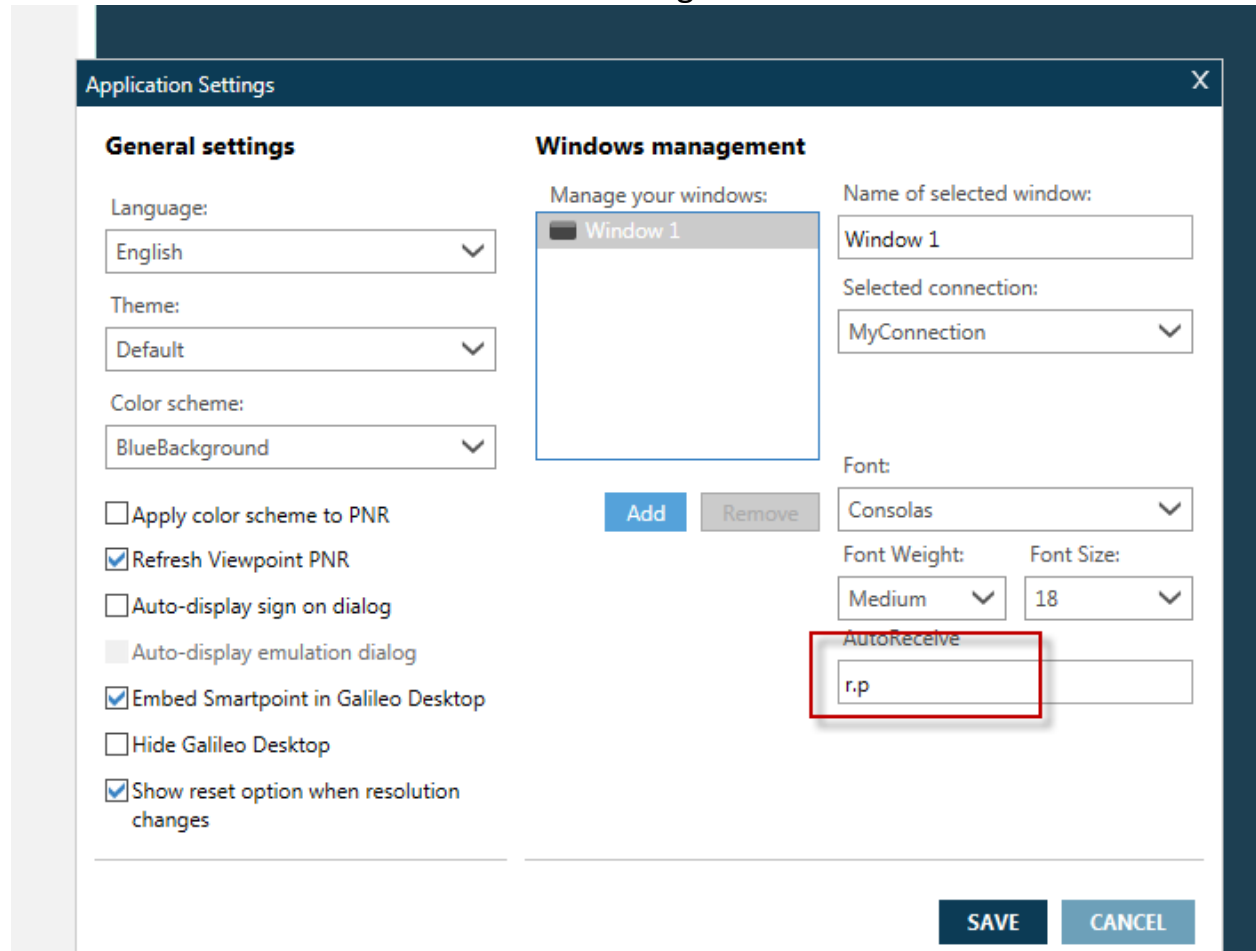 Application Settings
X
General settings
Language:
English
Theme:
Default
Color scheme:
BlueBackground
Apply color scheme to PNR
Refresh Viewpoint PNR
Auto-display sign on dialog
Auto-display emulation dialog
Embed Smartpoint in Galileo Desktop
Hide Galileo Desktop
Show reset option when resolution
changes
Windows management
Manage your windows:
Window 1
Add
Remove
Name of selected window:
Window 1
Selected connection:
MyConnection
Font:
Consolas
Font Weight:
Font Size:
Medium
18
AutoReceive
r.p
SAVE
CANCEL